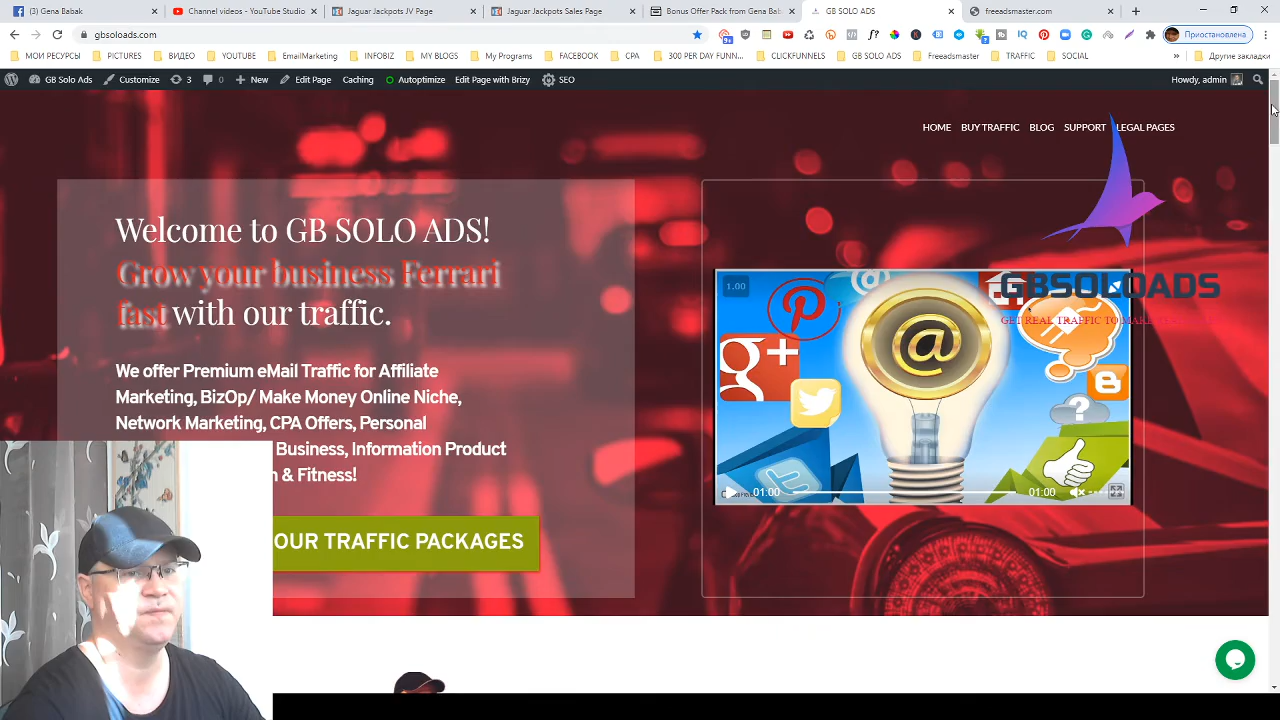 (3) Gena Babak
Channel videos - YouTube Studio
Jaguar Jackpots JV Page
Jaguar Jackpots Sales Page
Bonus Offer Pack from Gena Bab
GB SOLO ADS
freeadsmaster.com
gbsoloads.com
Приостановлена
МОИ РЕСУРСЫ
PICTURES
ВИДЕО
YOUTUBE
EmailMarketing
INFOBIZ
MY BLOGS
FACEBOOK
CPA
300 PER DAY FUNN...
CLICKFUNNELS
Freeadsmaster
TRAFFIC
SOCIAL
»
Другие закладки
GB Solo Ads
Customize
3
0
+ New
Edit Page
Caching
Autoptimize
Edit Page with Brizy
SEO
Howdy, admin
HOME BUY TRAFFIC BLOG SUPPORT LEGAL PAGES
Welcome to GB SOLO ADS!
Grow your business Ferrari
fast with our traffic.
We offer Premium eMail Traffic for Affiliate
Marketing, BizOp/ Make Money Online Niche,
Network Marketing, CPA Offers, Personal
Business, Information Product
& Fitness!
OUR TRAFFIC PACKAGES
1.00
@
g+
@
?
GBSOLOADS
GET REAL TRAFFIC TO
01:00
01:00